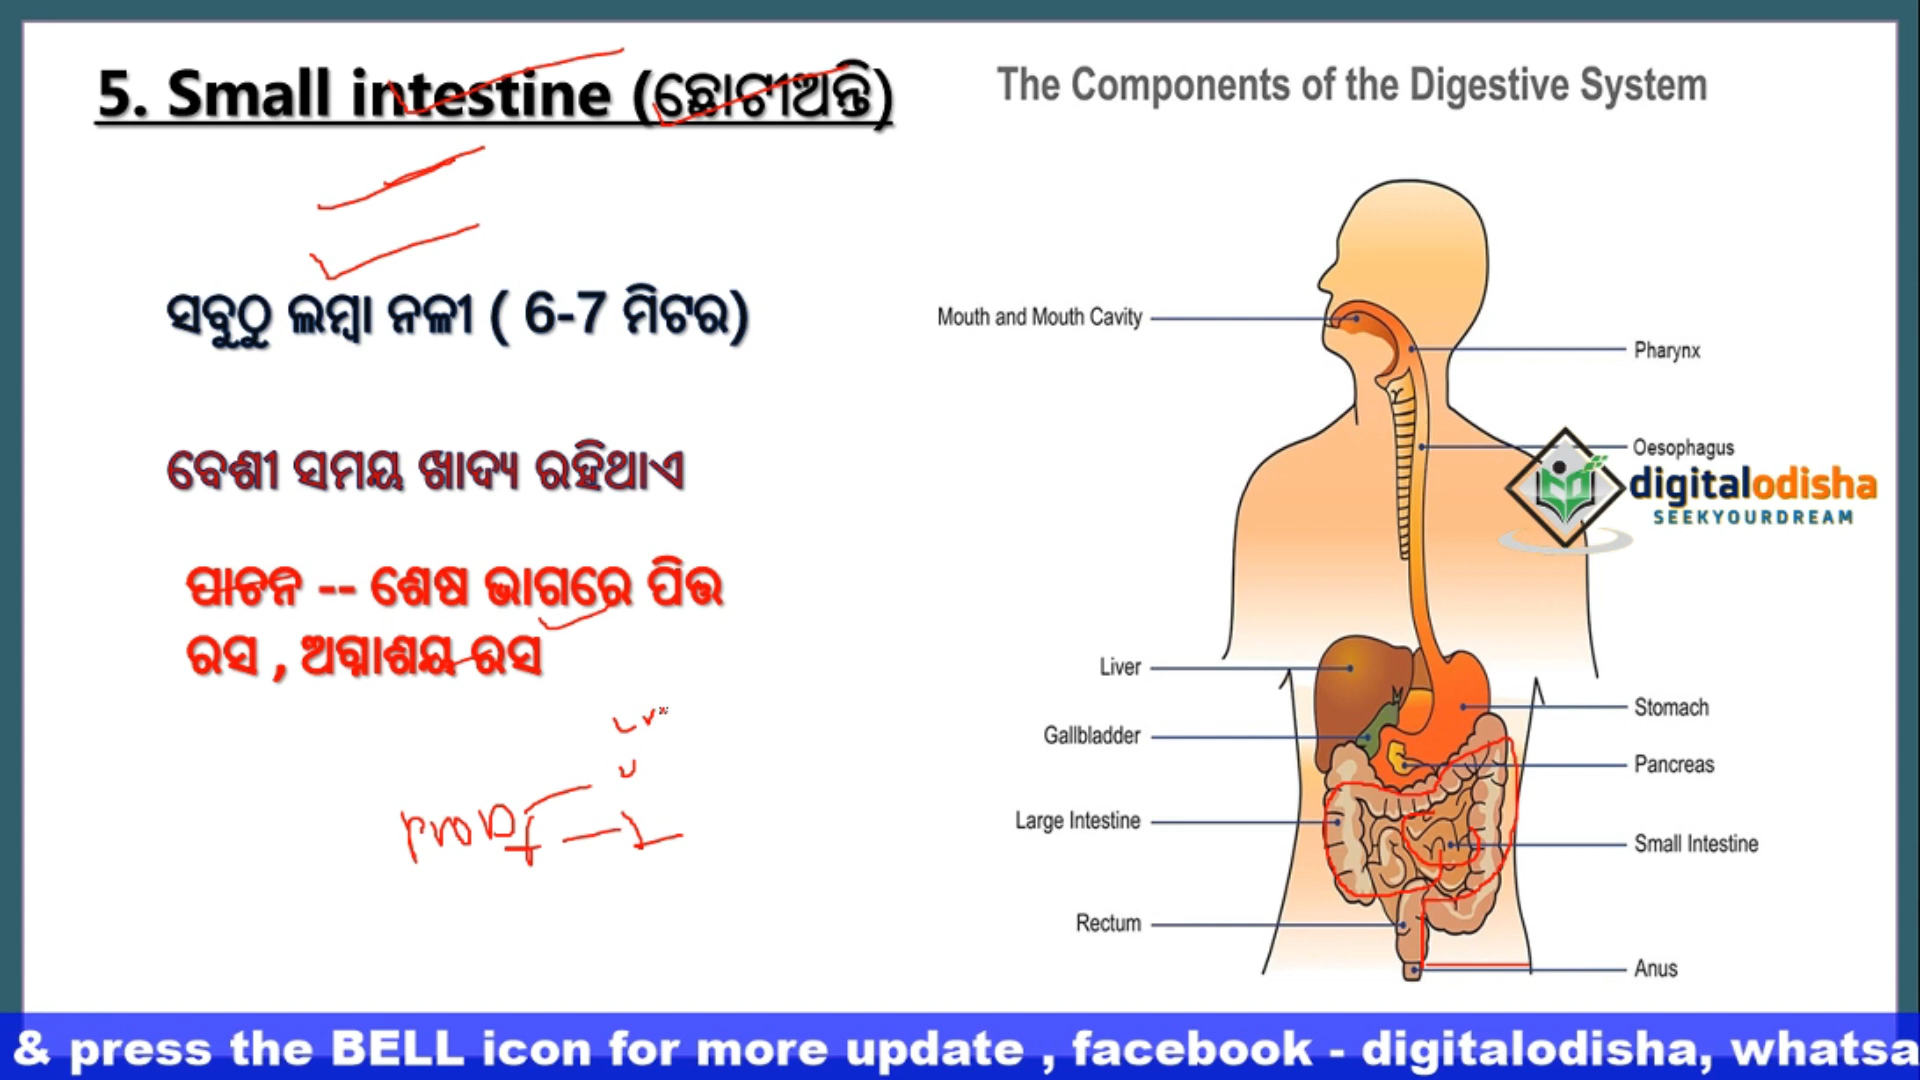 5. Small intestine (ଛୋଟୀଅନ୍ତି)
ସବୁଠୁ ଲମ୍ବା ନଳୀ ( 6-7 ମିଟର)
ବେଶୀ ସମୟ ଖାଦ୍ୟ ରହିଥାଏ
ପାଚନ -- ଶେଷ ଭାଗରେ ପିତ୍ତ
ରସ , ଅଗ୍ନାଶୟ ରସ
The Components of the Digestive System
Mouth and Mouth Cavity
Pharynx
Oesophagus
digitalodisha
SEEKYOURDREAM
Liver
Stomach
Gallbladder
Pancreas
Large Intestine
Small Intestine
Rectum
Anus
& press the BELL icon for more update , facebook - digitalodisha, whatsa